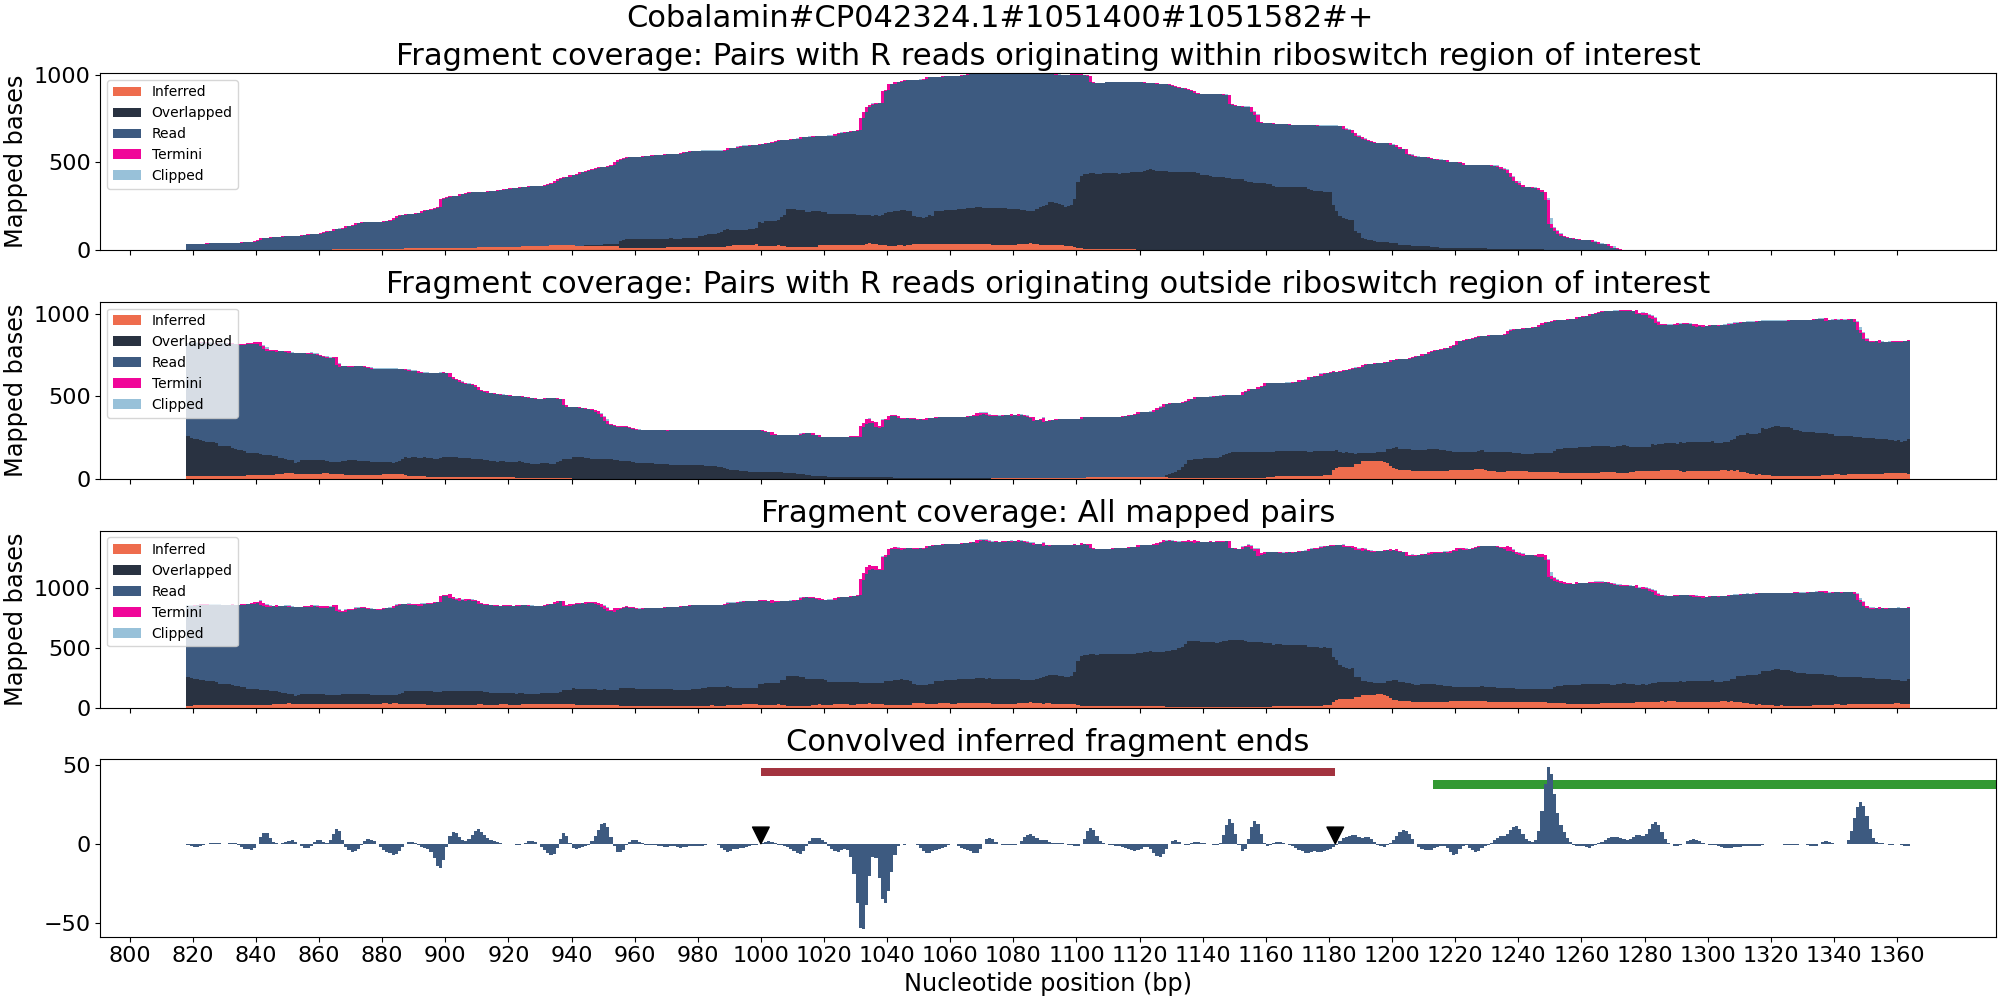 Cobalamin#CP042324.1#1051400#1051582#+
Fragment coverage: Pairs with R reads originating within riboswitch region of interest
1000
500
0
Mapped bases
Inferred
Overlapped
Read
Termini
Clipped
Fragment coverage: Pairs with R reads originating outside riboswitch region of interest
1000
500
0
Mapped bases
Inferred
Overlapped
Read
Termini
Clipped
Fragment coverage: All mapped pairs
1000
500
0
Mapped bases
Inferred
Overlapped
Read
Termini
Clipped
Convolved inferred fragment ends
50
0
−50
800 820 840 860 880 900 920 940 960 980 1000 1020 1040 1060 1080 1100 1120 1140 1160 1180 1200 1220 1240 1260 1280 1300 1320 1340 1360
Nucleotide position (bp)